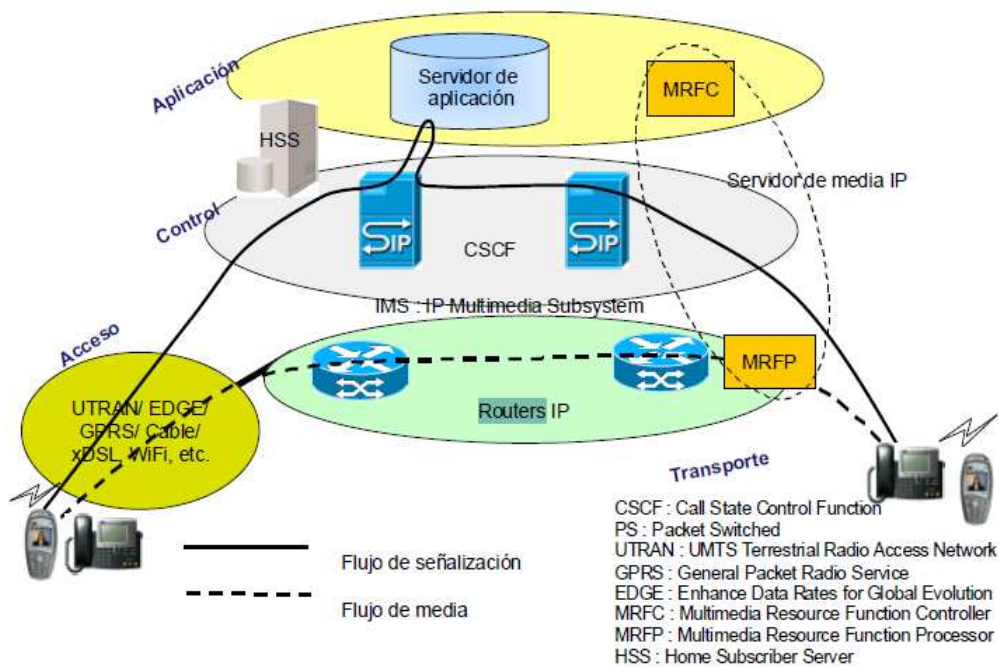 Aplicación
Servidor de
aplicación
MRFC
HSS
Servidor de media IP
Control
SIP
SIP
CSCF
IMS : IP Multimedia Subsystem
Acceso
MRFP
UTRAN/ EDGE/
GPRS/ Cable/
xDSL, WiFi, etc.
Routers IP
Transporte
CSCF : Call State Control Function
PS : Packet Switched
UTRAN : UMTS Terrestrial Radio Access Network
GPRS : General Packet Radio Service
EDGE : Enhance Data Rates for Global Evolution
MRFC : Multimedia Resource Function Controller
MRFP : Multimedia Resource Function Processor
HSS : Home Subscriber Server
Flujo de señalización
Flujo de media